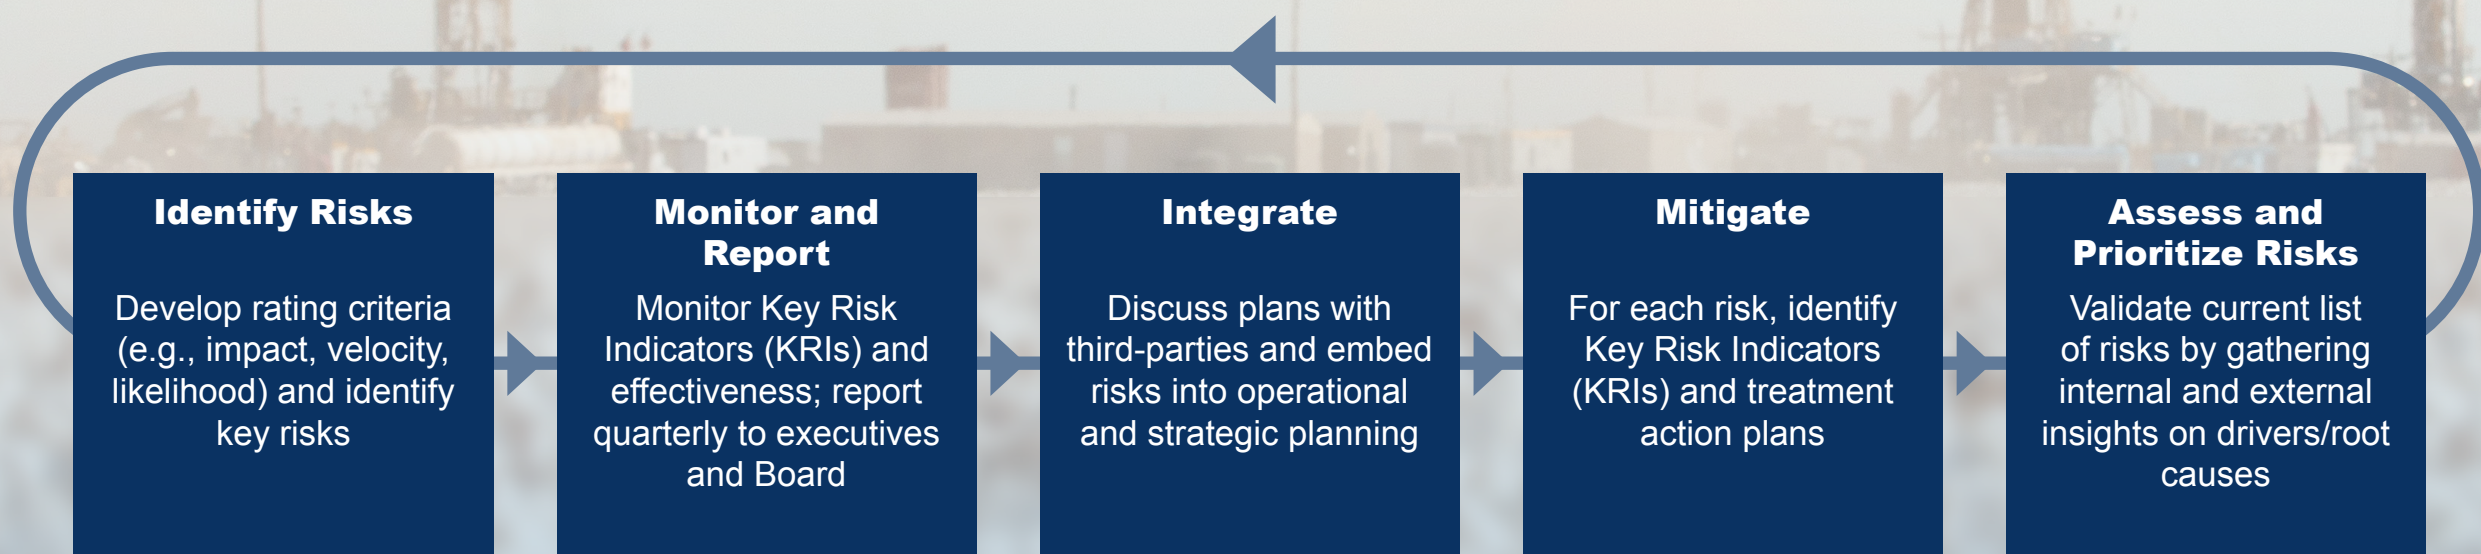 Identify Risks
Develop rating criteria
(e.g., impact, velocity,
likelihood) and identify
key risks
Monitor and
Report
Monitor Key Risk
Indicators (KRIs) and
effectiveness; report
quarterly to executives
and Board
Integrate
Discuss plans with
third-parties and embed
risks into operational
and strategic planning
Mitigate
For each risk, identify
Key Risk Indicators
(KRIs) and treatment
action plans
Assess and
Prioritize Risks
Validate current list
of risks by gathering
internal and external
insights on drivers/root
causes